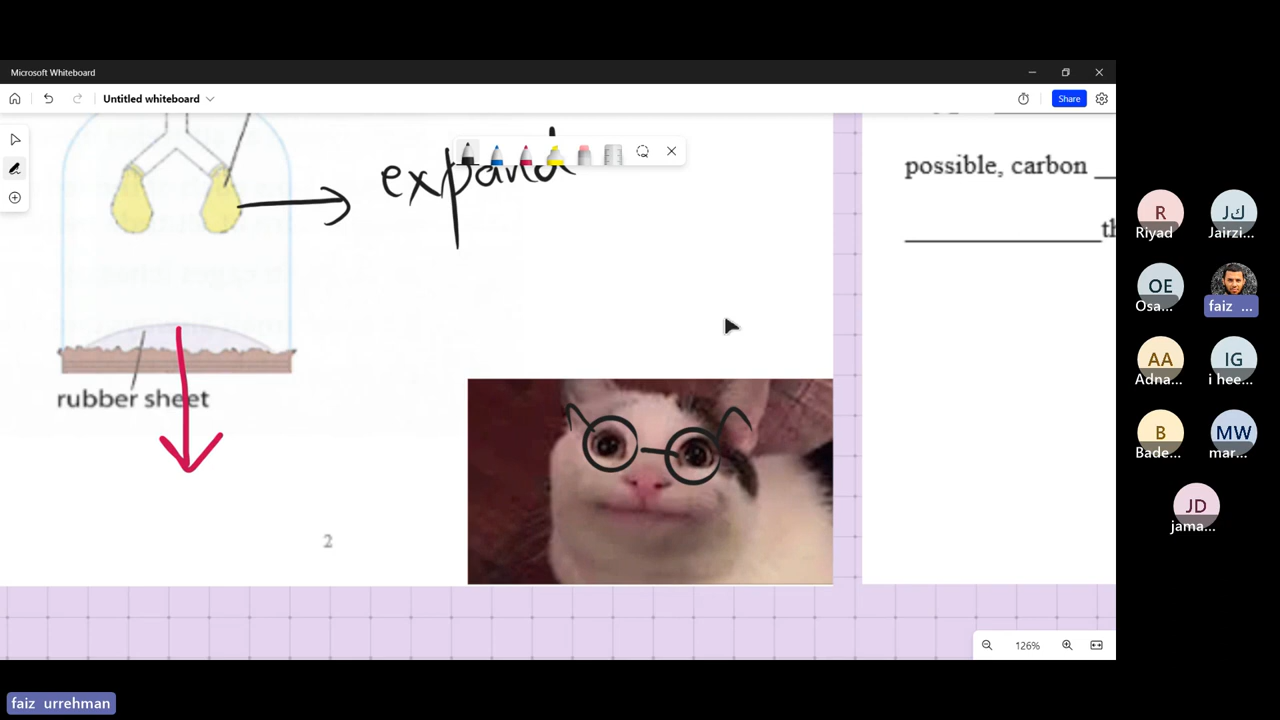 Microsoft Whiteboard
Untitled whiteboard
Share
expand
possible, carbon
rubber sheet
2
126%
R
Riyad
Jكـ
Jairzi...
OE
Osa...
faiz ...
AA
Adna...
IG
i hee...
B
Bade...
MW
mar...
JD
jama...
faiz urrehman